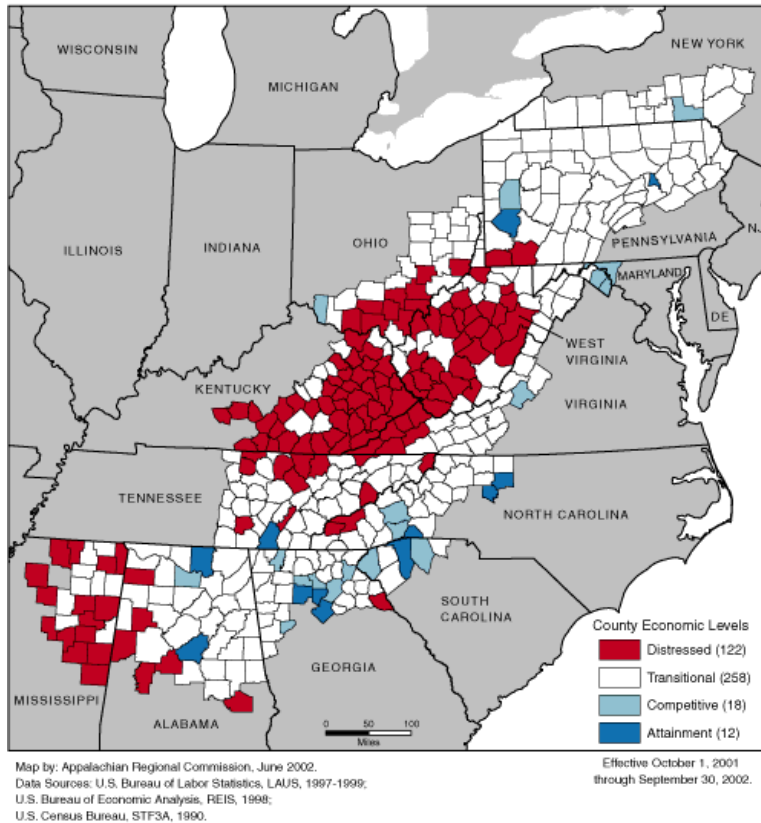 WISCONSIN
NEW YORK
MICHIGAN
ILLINOIS
INDIANA
OHIO
PENNSYLVANIA
NJ
MARYLAND
DE
WEST
VIRGINIA
KENTUCKY
VIRGINIA
TENNESSEE
NORTH CAROLINA
SOUTH
CAROLINA
GEORGIA
MISSISSIPPI
ALABAMA
County Economic Levels
Distressed (122)
Transitional (258)
Competitive (18)
Attainment (12)
0 50 100
Miles
Map by: Appalachian Regional Commission, June 2002.
Data Sources: U.S. Bureau of Labor Statistics, LAUS, 1997-1999;
U.S. Bureau of Economic Analysis, REIS, 1998;
U.S. Census Bureau, STF3A, 1990.
Effective October 1, 2001
through September 30, 2002.